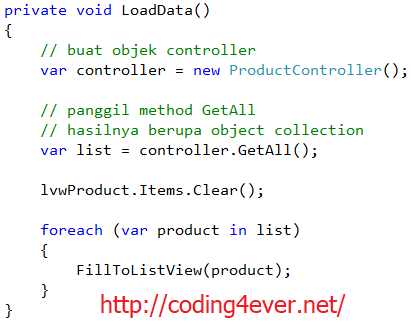 private void LoadData()
{
    // buat objek controller
    var controller = new ProductController();

    // panggil method GetAll
    // hasilnya berupa object collection
    var list = controller.GetAll();

    lvwProduct.Items.Clear();

    foreach (var product in list)
    {
        FillToListView(product);
    }
}
http://coding4ever.net/